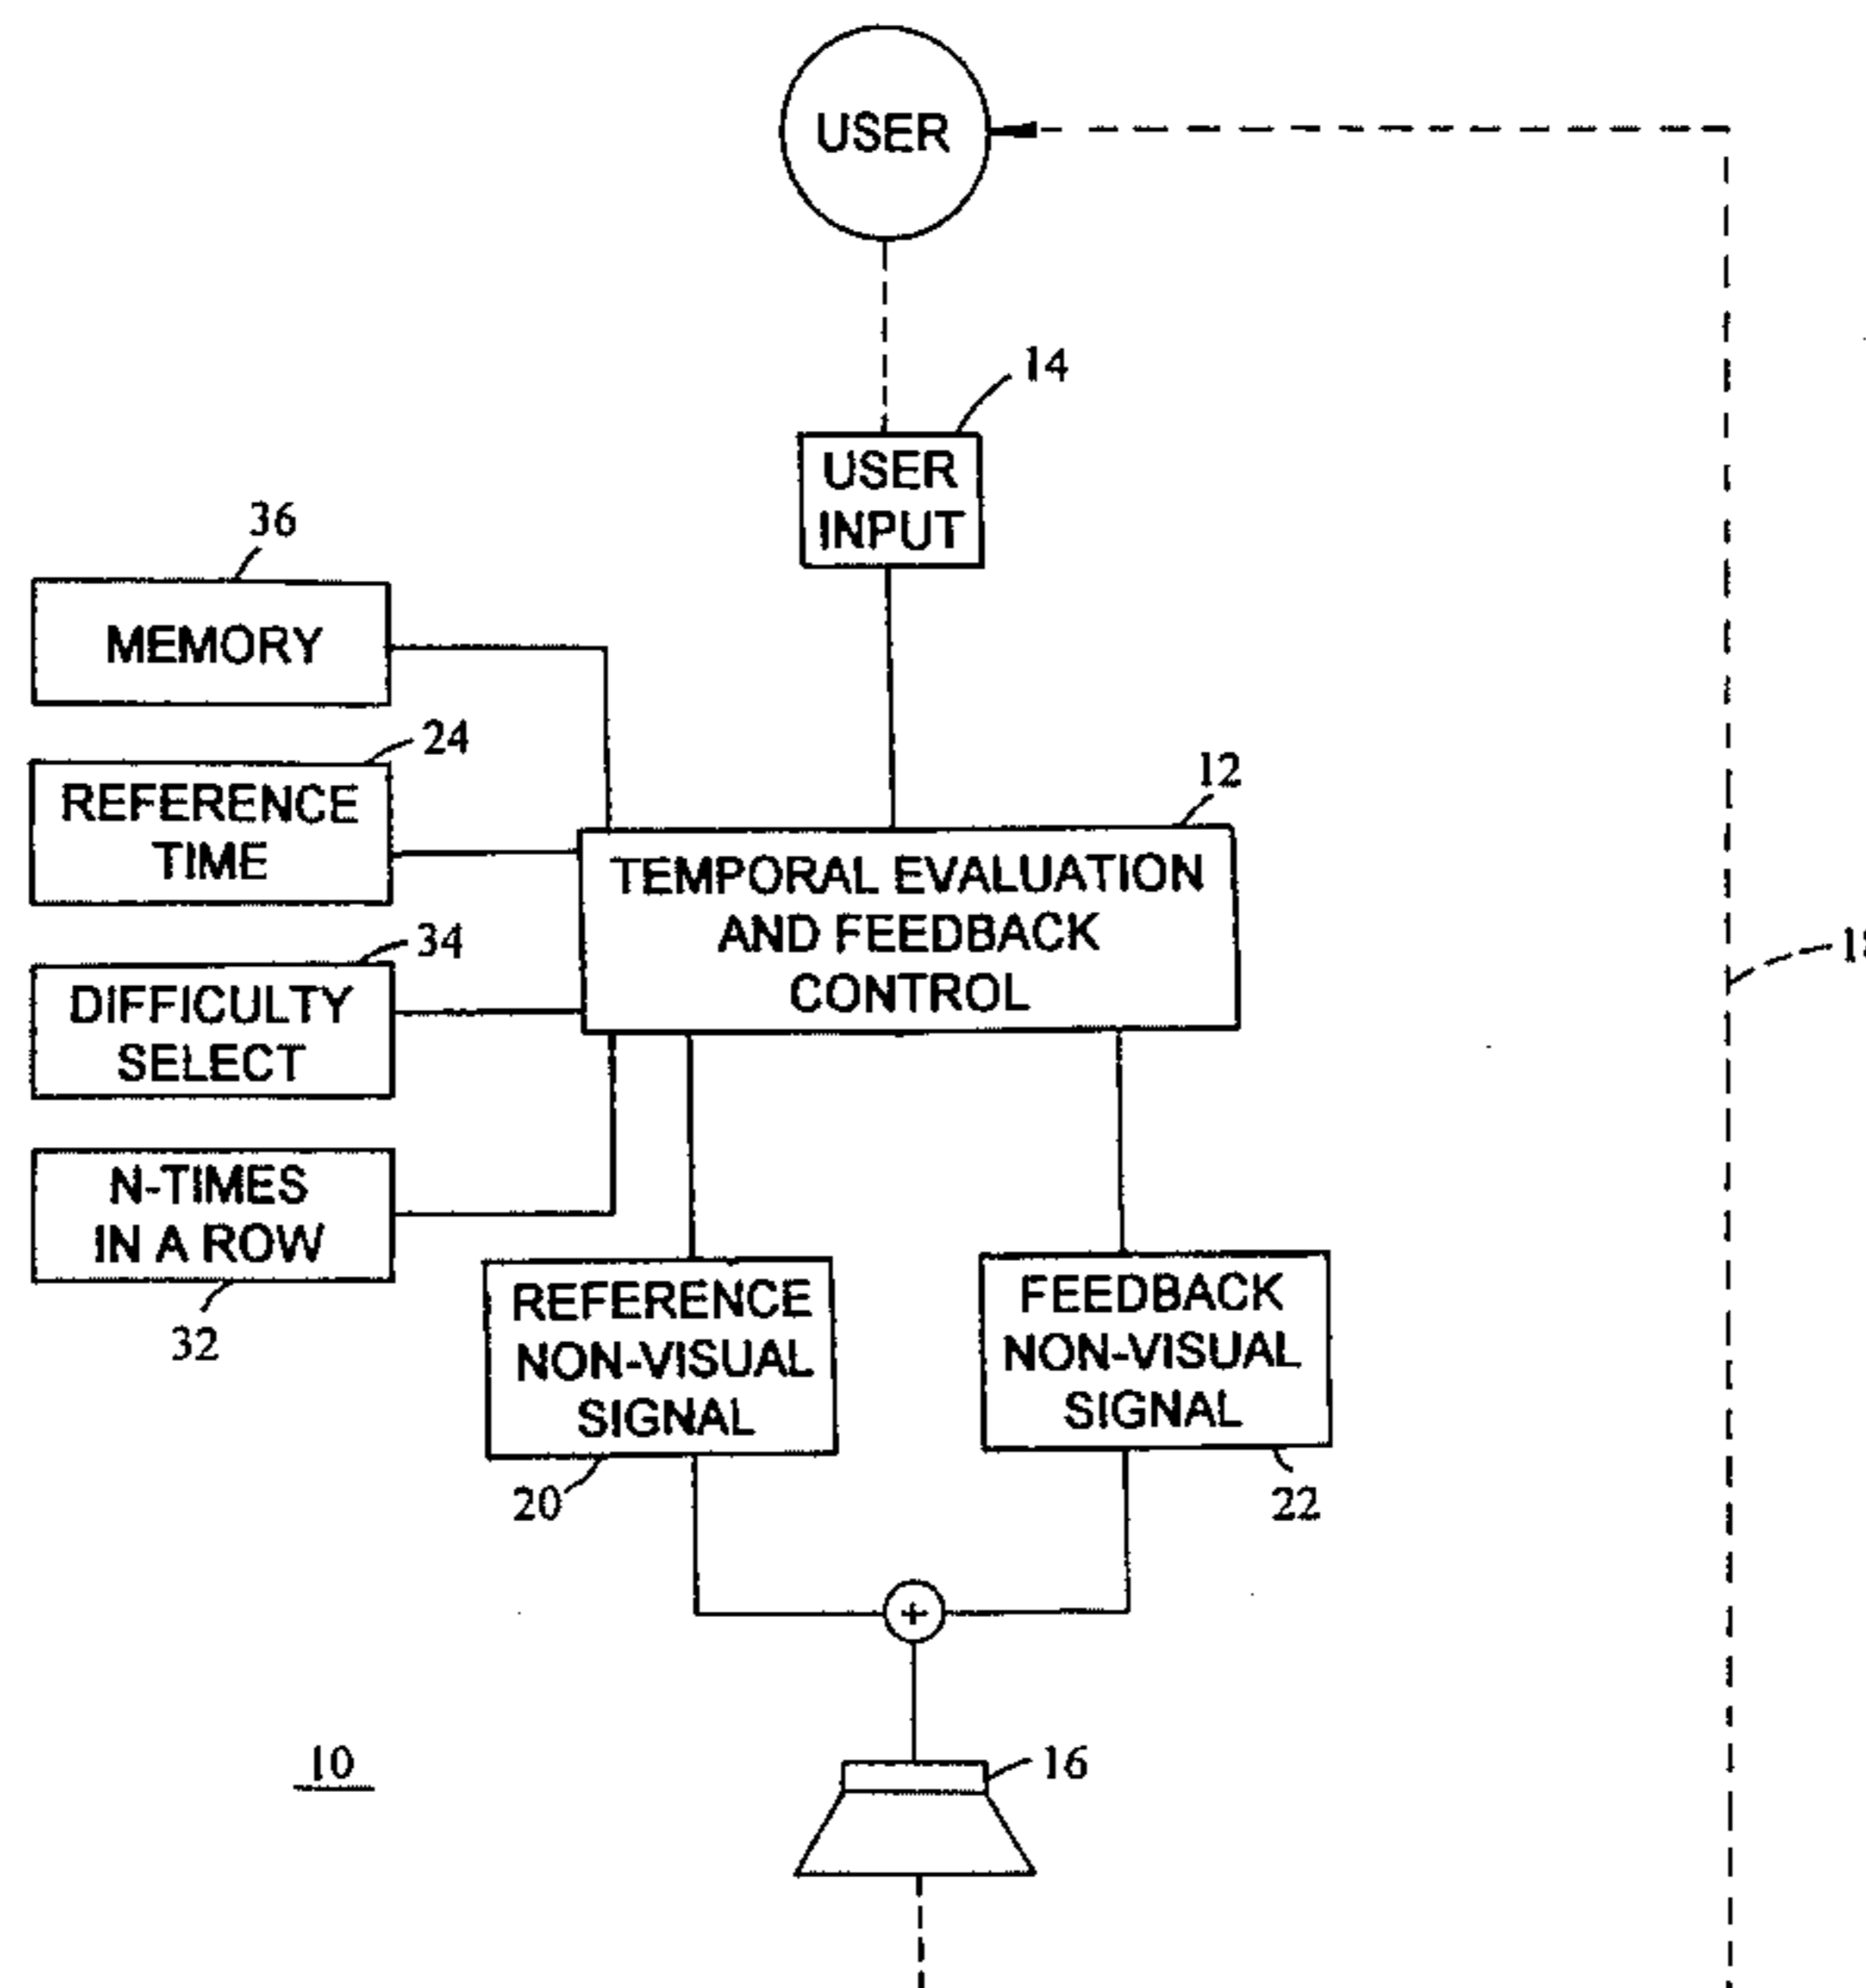 USER
14
USER
INPUT
36
MEMORY
24
REFERENCE
TIME
12
TEMPORAL EVALUATION
AND FEEDBACK
CONTROL
34
DIFFICULTY
SELECT
N-TIMES
IN A ROW
32
REFERENCE
NON-VISUAL
SIGNAL
20
FEEDBACK
NON-VISUAL
SIGNAL
22
+
10
16